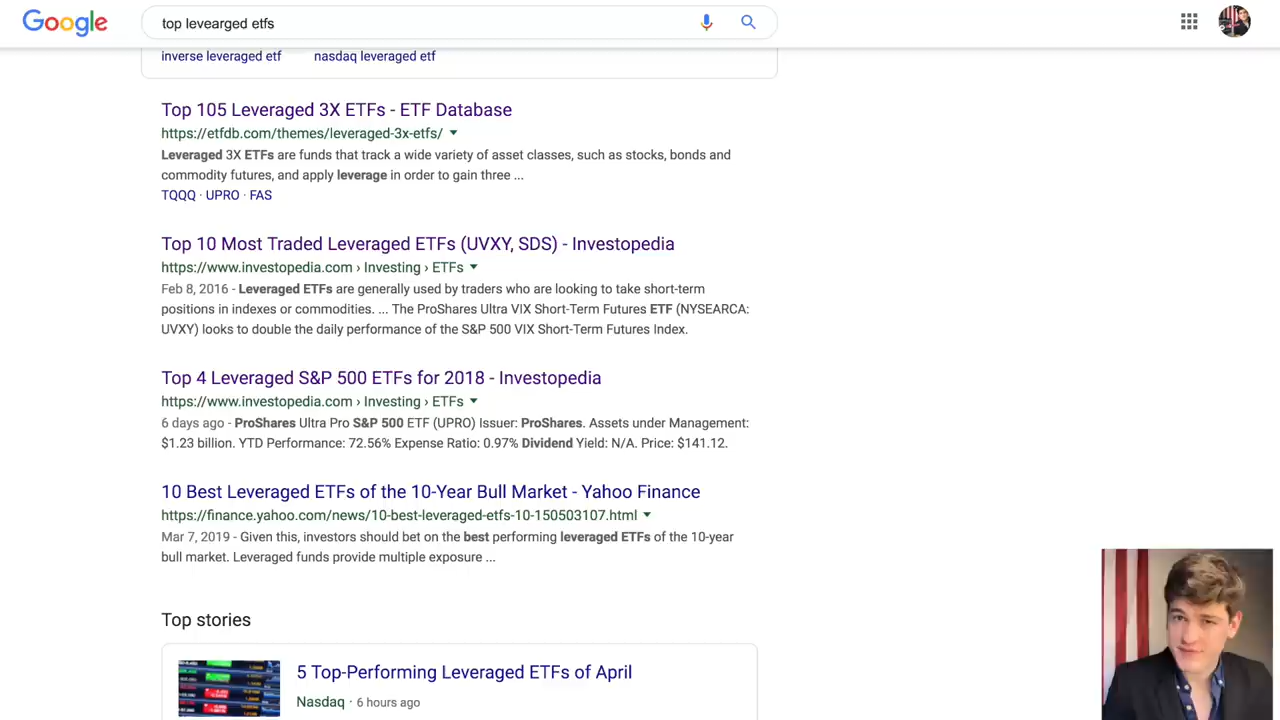 Google
top levearged etfs
inverse leveraged etf nasdaq leveraged etf
Top 105 Leveraged 3X ETFs - ETF Database
https://etfdb.com/themes/leveraged-3x-etfs/
Leveraged 3X ETFs are funds that track a wide variety of asset classes, such as stocks, bonds and
commodity futures, and apply leverage in order to gain three ...
TQQQ · UPRO · FAS
Top 10 Most Traded Leveraged ETFs (UVXY, SDS) - Investopedia
https://www.investopedia.com › Investing › ETFs
Feb 8, 2016 - Leveraged ETFs are generally used by traders who are looking to take short-term
positions in indexes or commodities. ... The ProShares Ultra VIX Short-Term Futures ETF (NYSEARCA:
UVXY) looks to double the daily performance of the S&P 500 VIX Short-Term Futures Index.
Top 4 Leveraged S&P 500 ETFs for 2018 - Investopedia
https://www.investopedia.com › Investing › ETFs
6 days ago - ProShares Ultra Pro S&P 500 ETF (UPRO) Issuer: ProShares. Assets under Management:
$1.23 billion. YTD Performance: 72.56% Expense Ratio: 0.97% Dividend Yield: N/A. Price: $141.12.
10 Best Leveraged ETFs of the 10-Year Bull Market - Yahoo Finance
https://finance.yahoo.com/news/10-best-leveraged-etfs-10-150503107.html
Mar 7, 2019 - Given this, investors should bet on the best performing leveraged ETFs of the 10-year
bull market. Leveraged funds provide multiple exposure ...
Top stories
5 Top-Performing Leveraged ETFs of April
Nasdaq · 6 hours ago